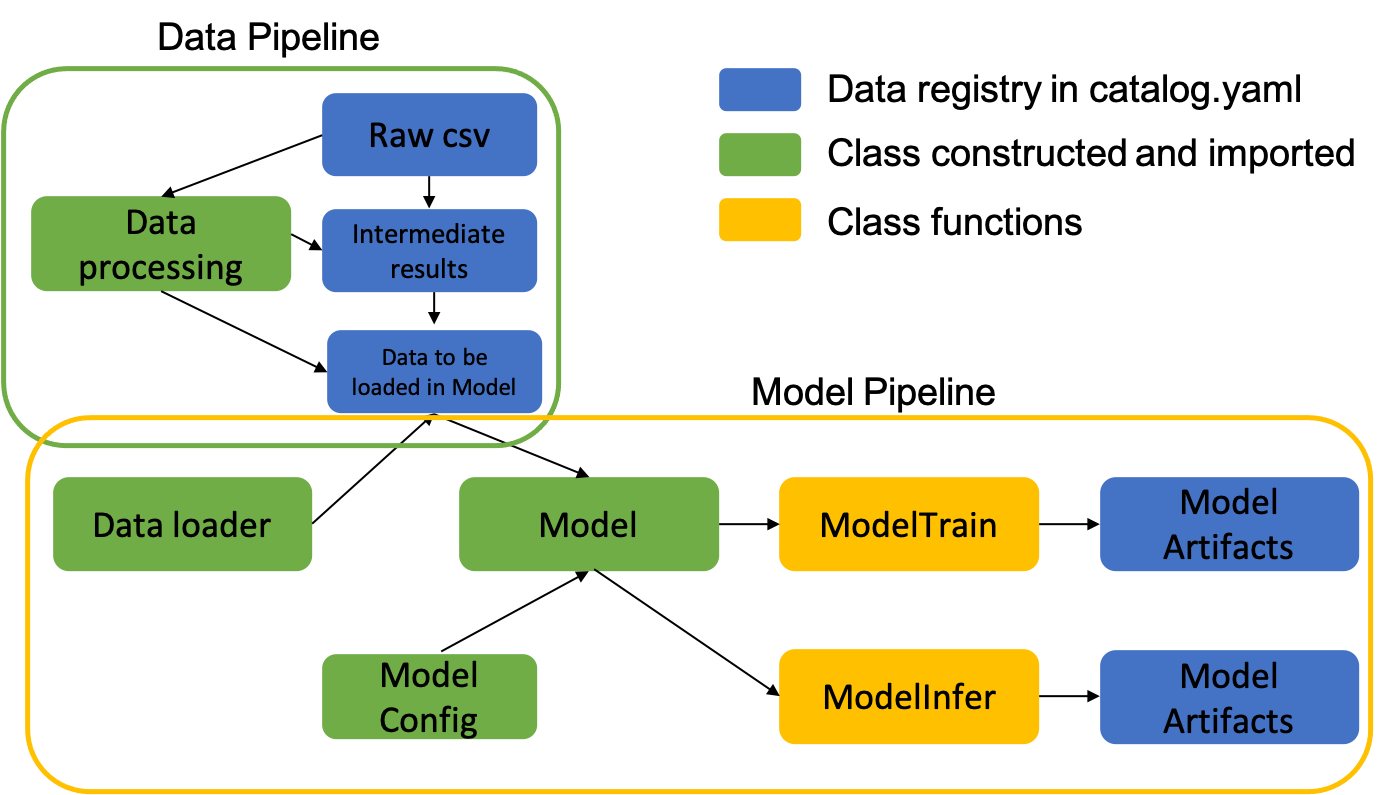 Data Pipeline
Raw csv
Data
processing
Intermediate
results
Data to be
loaded in Model
Data registry in catalog.yaml
Class constructed and imported
Class functions
Model Pipeline
Data loader
Model
ModelTrain
Model
Artifacts
Model
Config
ModelInfer
Model
Artifacts